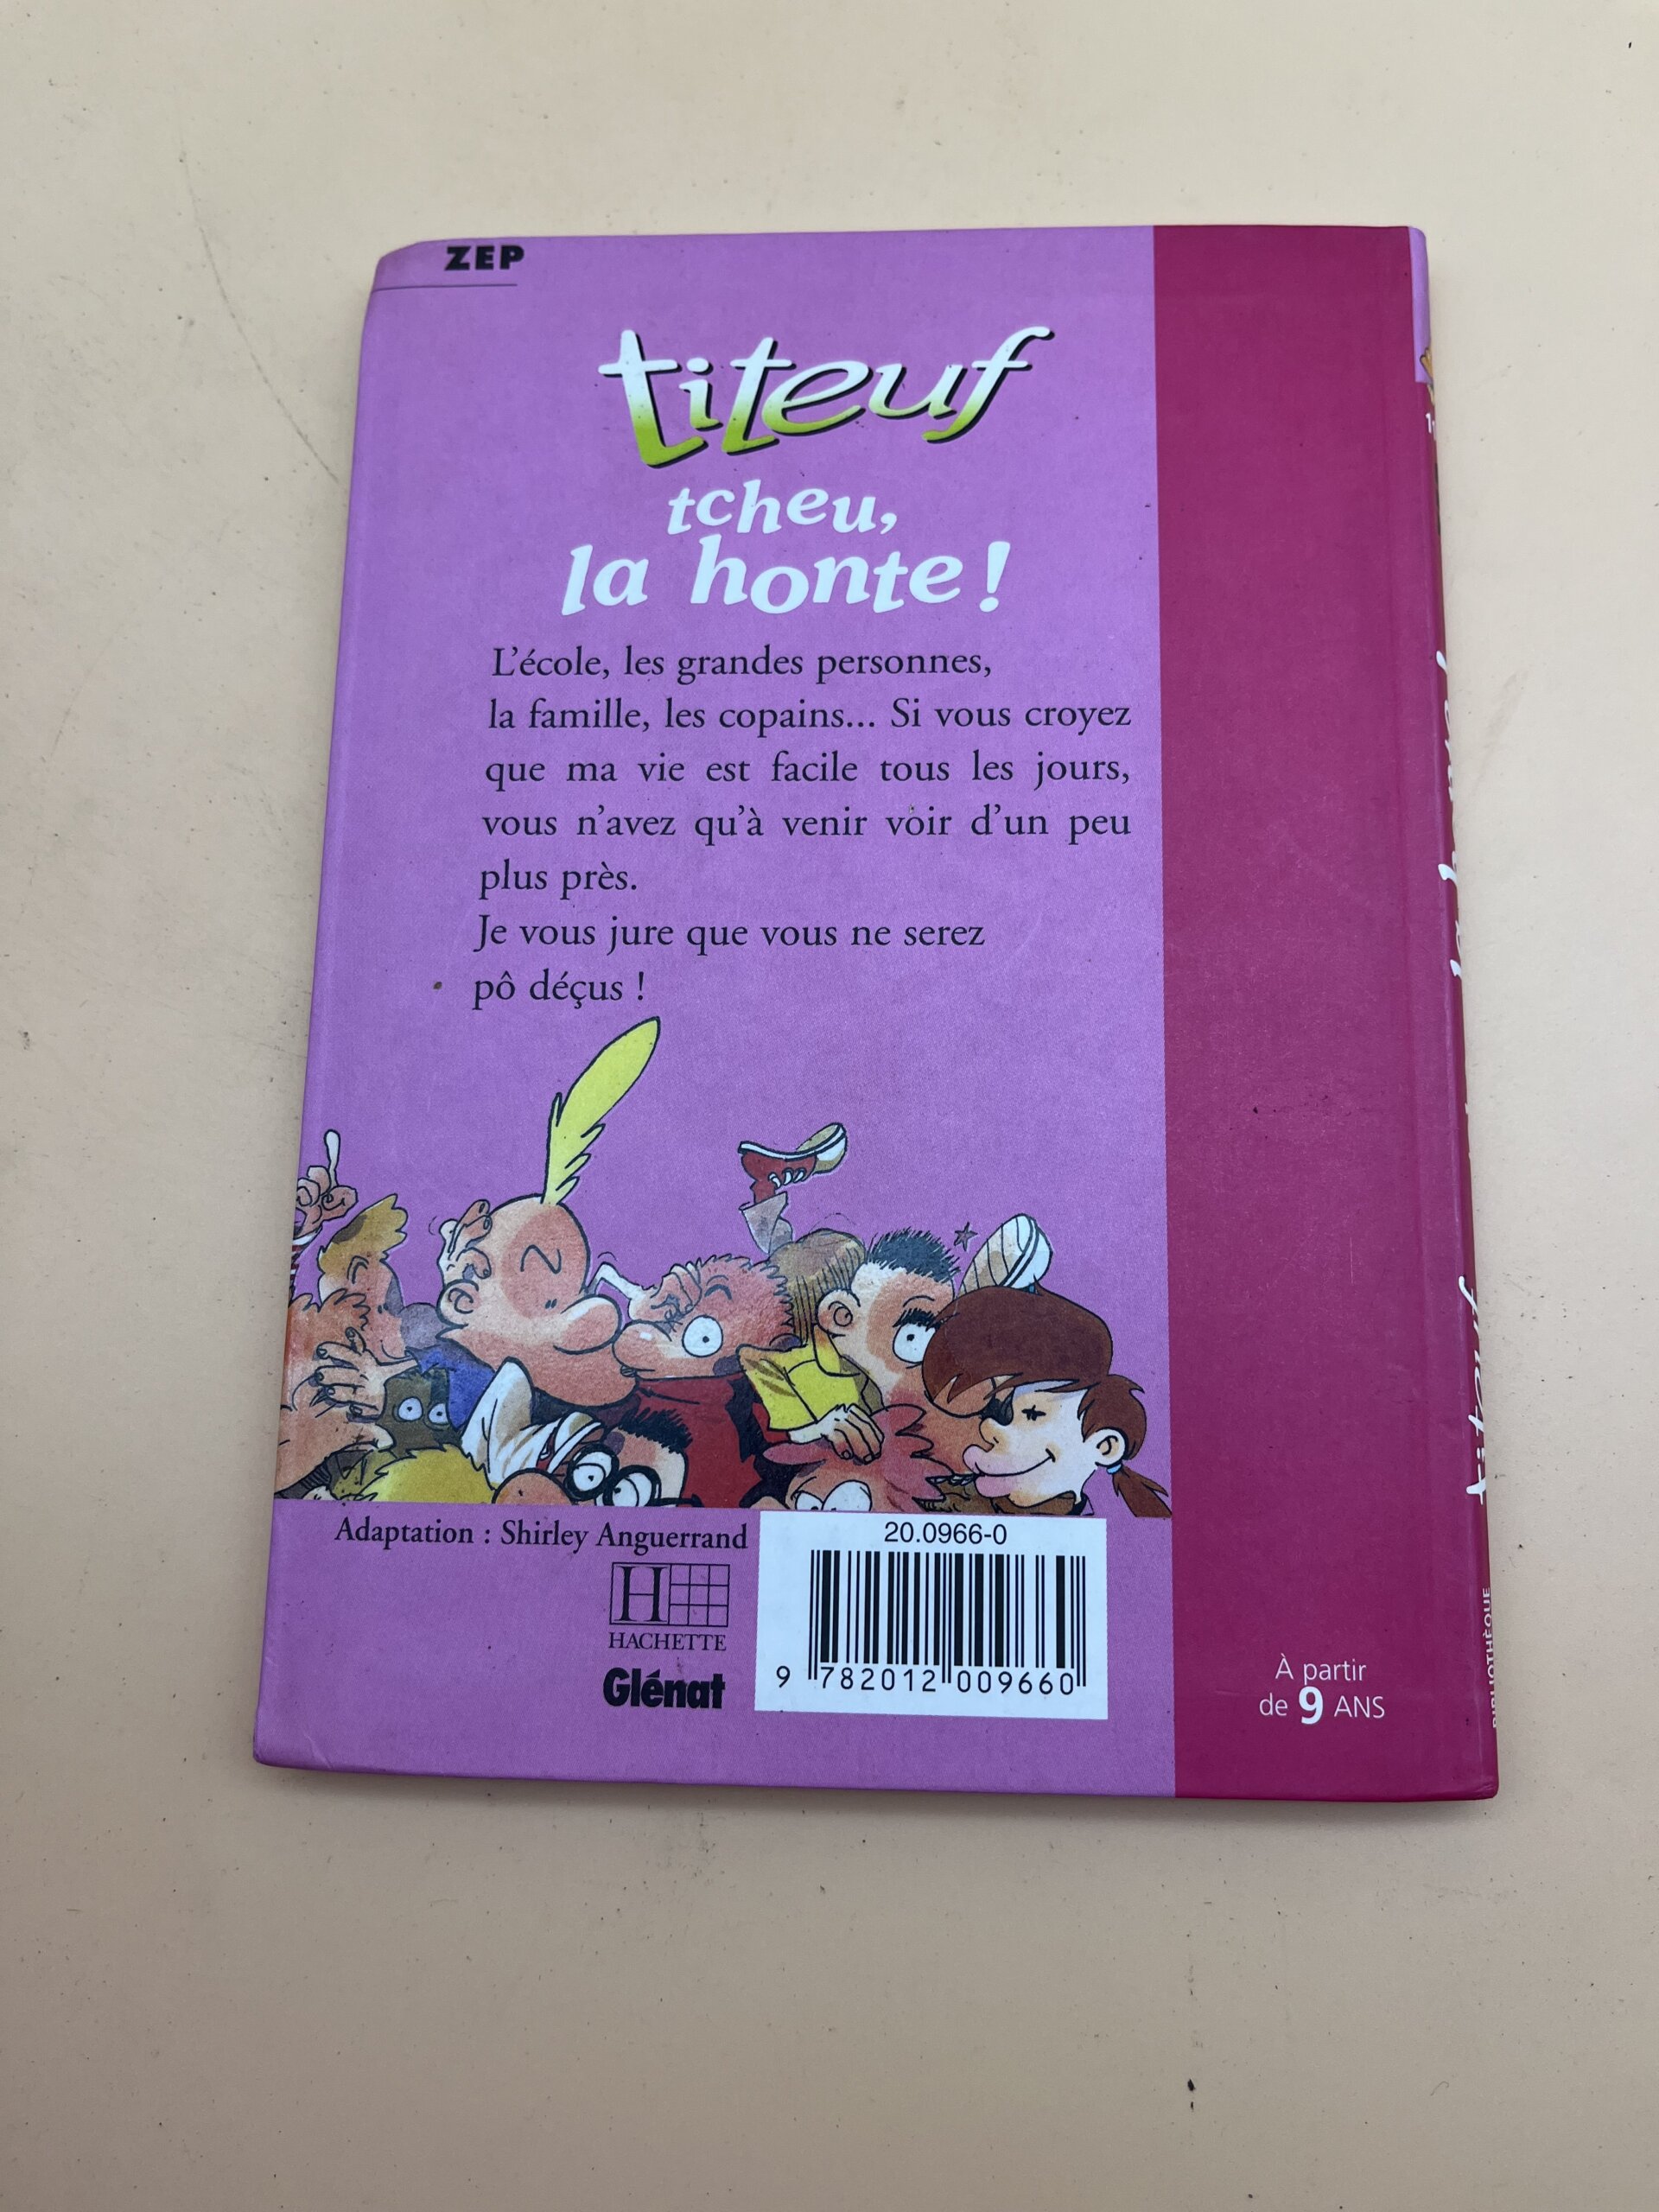 ZEP
titeuf
tcheu,
la honte !
L'école, les grandes personnes,
la famille, les copains... Si vous croyez
que ma vie est facile tous les jours,
vous n'avez qu'à venir voir d'un peu
plus près.
Je vous jure que vous ne serez
pô déçus !
Adaptation : Shirley Anguerrand
H
HACHETTE
Glénat
20.0966-0
9 782012 009660
À partir
de 9 ANS
titeuf
BIBLIOTHÈQUE